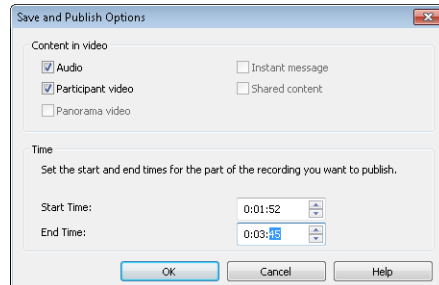 Save and Publish Options
Content in video
Audio
Instant message
Participant video
Shared content
Panorama video
Time
Set the start and end times for the part of the recording you want to publish.
Start Time: 0:01:52
End Time: 0:03:45
OK Cancel Help